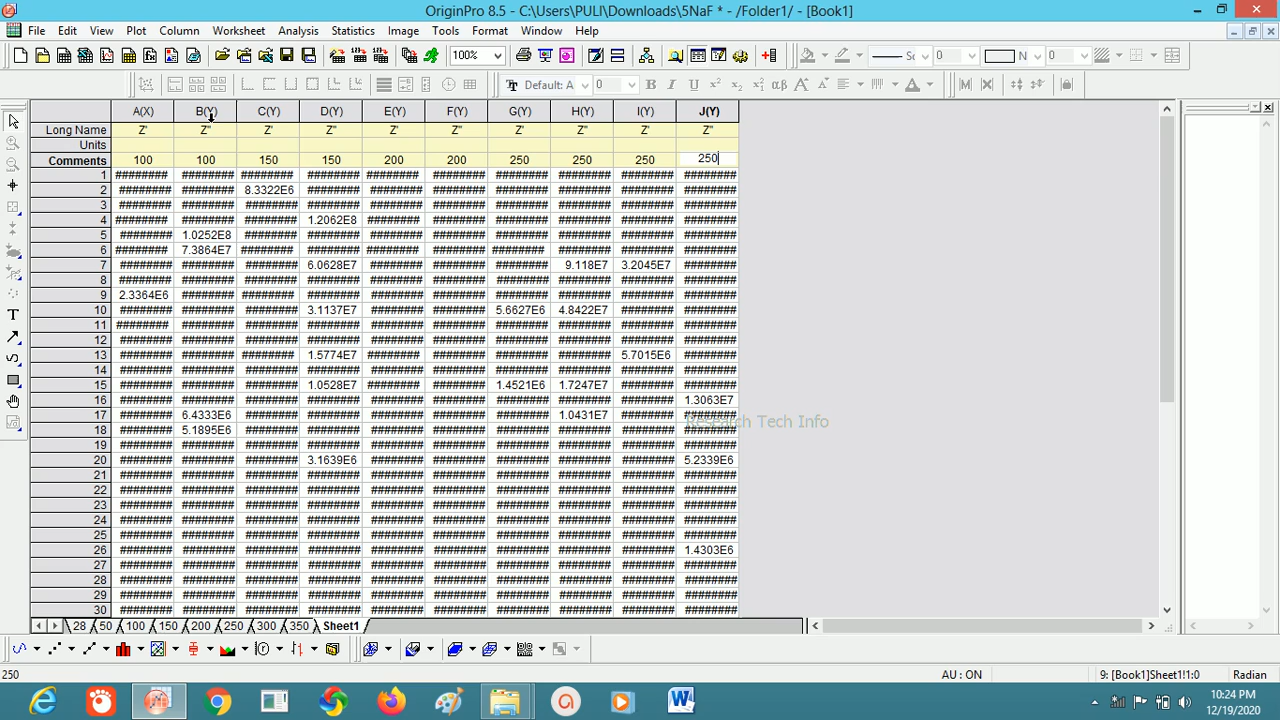 OriginPro 8.5 - C:\Users\PULI\Downloads\5NaF * - /Folder1/ - [Book1]
File Edit View Plot Column Worksheet Analysis Statistics Image Tools Format Window Help
100%
Default: A 0 B I U
A(X) B(Y) C(Y) D(Y) E(Y) F(Y) G(Y) H(Y) I(Y) J(Y)
Long Name Z' Z" Z' Z" Z' Z" Z' Z" Z' Z"
Units
Comments 100 100 150 150 200 200 250 250 250 250
1 ######## ######## ######## ######## ######## ######## ######## ######## ######## ########
2 ######## ######## 8.3322E6 ######## ######## ######## ######## ######## ######## ########
3 ######## ######## ######## ######## ######## ######## ######## ######## ######## ########
4 ######## ######## ######## 1.2062E8 ######## ######## ######## ######## ######## ########
5 ######## 1.0252E8 ######## ######## ######## ######## ######## ######## ######## ########
6 ######## 7.3864E7 ######## ######## ######## ######## ######## ######## ######## ########
7 ######## ######## ######## 6.0628E7 ######## ######## ######## 9.118E7 3.2045E7 ########
8 ######## ######## ######## ######## ######## ######## ######## ######## ######## ########
9 2.3364E6 ######## ######## ######## ######## ######## ######## ######## ######## ########
10 ######## ######## ######## 3.1137E7 ######## ######## 5.6627E6 4.8422E7 ######## ########
11 ######## ######## ######## ######## ######## ######## ######## ######## ######## ########
12 ######## ######## ######## ######## ######## ######## ######## ######## ######## ########
13 ######## ######## ######## 1.5774E7 ######## ######## ######## ######## 5.7015E6 ########
14 ######## ######## ######## ######## ######## ######## ######## ######## ######## ########
15 ######## ######## ######## 1.0528E7 ######## ######## 1.4521E6 1.7247E7 ######## ########
16 ######## ######## ######## ######## ######## ######## ######## ######## ######## 1.3063E7
17 ######## 6.4333E6 ######## ######## ######## ######## ######## 1.0431E7 ######## ########
Research Tech Info
18 ######## 5.1895E6 ######## ######## ######## ######## ######## ######## ######## ########
19 ######## ######## ######## ######## ######## ######## ######## ######## ######## ########
20 ######## ######## ######## 3.1639E6 ######## ######## ######## ######## ######## 5.2339E6
21 ######## ######## ######## ######## ######## ######## ######## ######## ######## ########
22 ######## ######## ######## ######## ######## ######## ######## ######## ######## ########
23 ######## ######## ######## ######## ######## ######## ######## ######## ######## ########
24 ######## ######## ######## ######## ######## ######## ######## ######## ######## ########
25 ######## ######## ######## ######## ######## ######## ######## ######## ######## ########
26 ######## ######## ######## ######## ######## ######## ######## ######## ######## 1.4303E6
27 ######## ######## ######## ######## ######## ######## ######## ######## ######## ########
28 ######## ######## ######## ######## ######## ######## ######## ######## ######## ########
29 ######## ######## ######## ######## ######## ######## ######## ######## ######## ########
30 ######## ######## ######## ######## ######## ######## ######## ######## ######## ########
28 50 100 150 200 250 300 350 Sheet1
250 AU : ON 9: [Book1]Sheet1!1:0 Radian
10:24 PM
12/19/2020